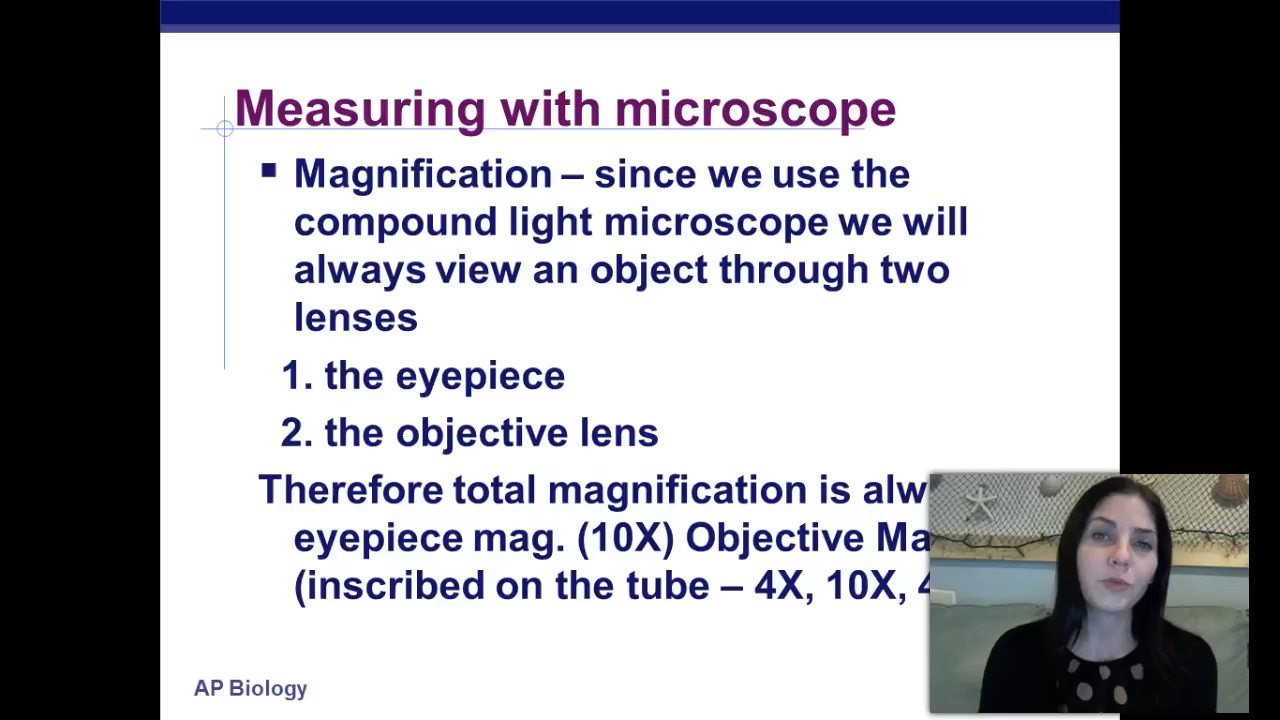 Measuring with microscope
▪ Magnification – since we use the
compound light microscope we will
always view an object through two
lenses
1. the eyepiece
2. the objective lens
Therefore total magnification is
eyepiece mag. (10X) Objective
(inscribed on the tube – 4X, 10X,
AP Biology